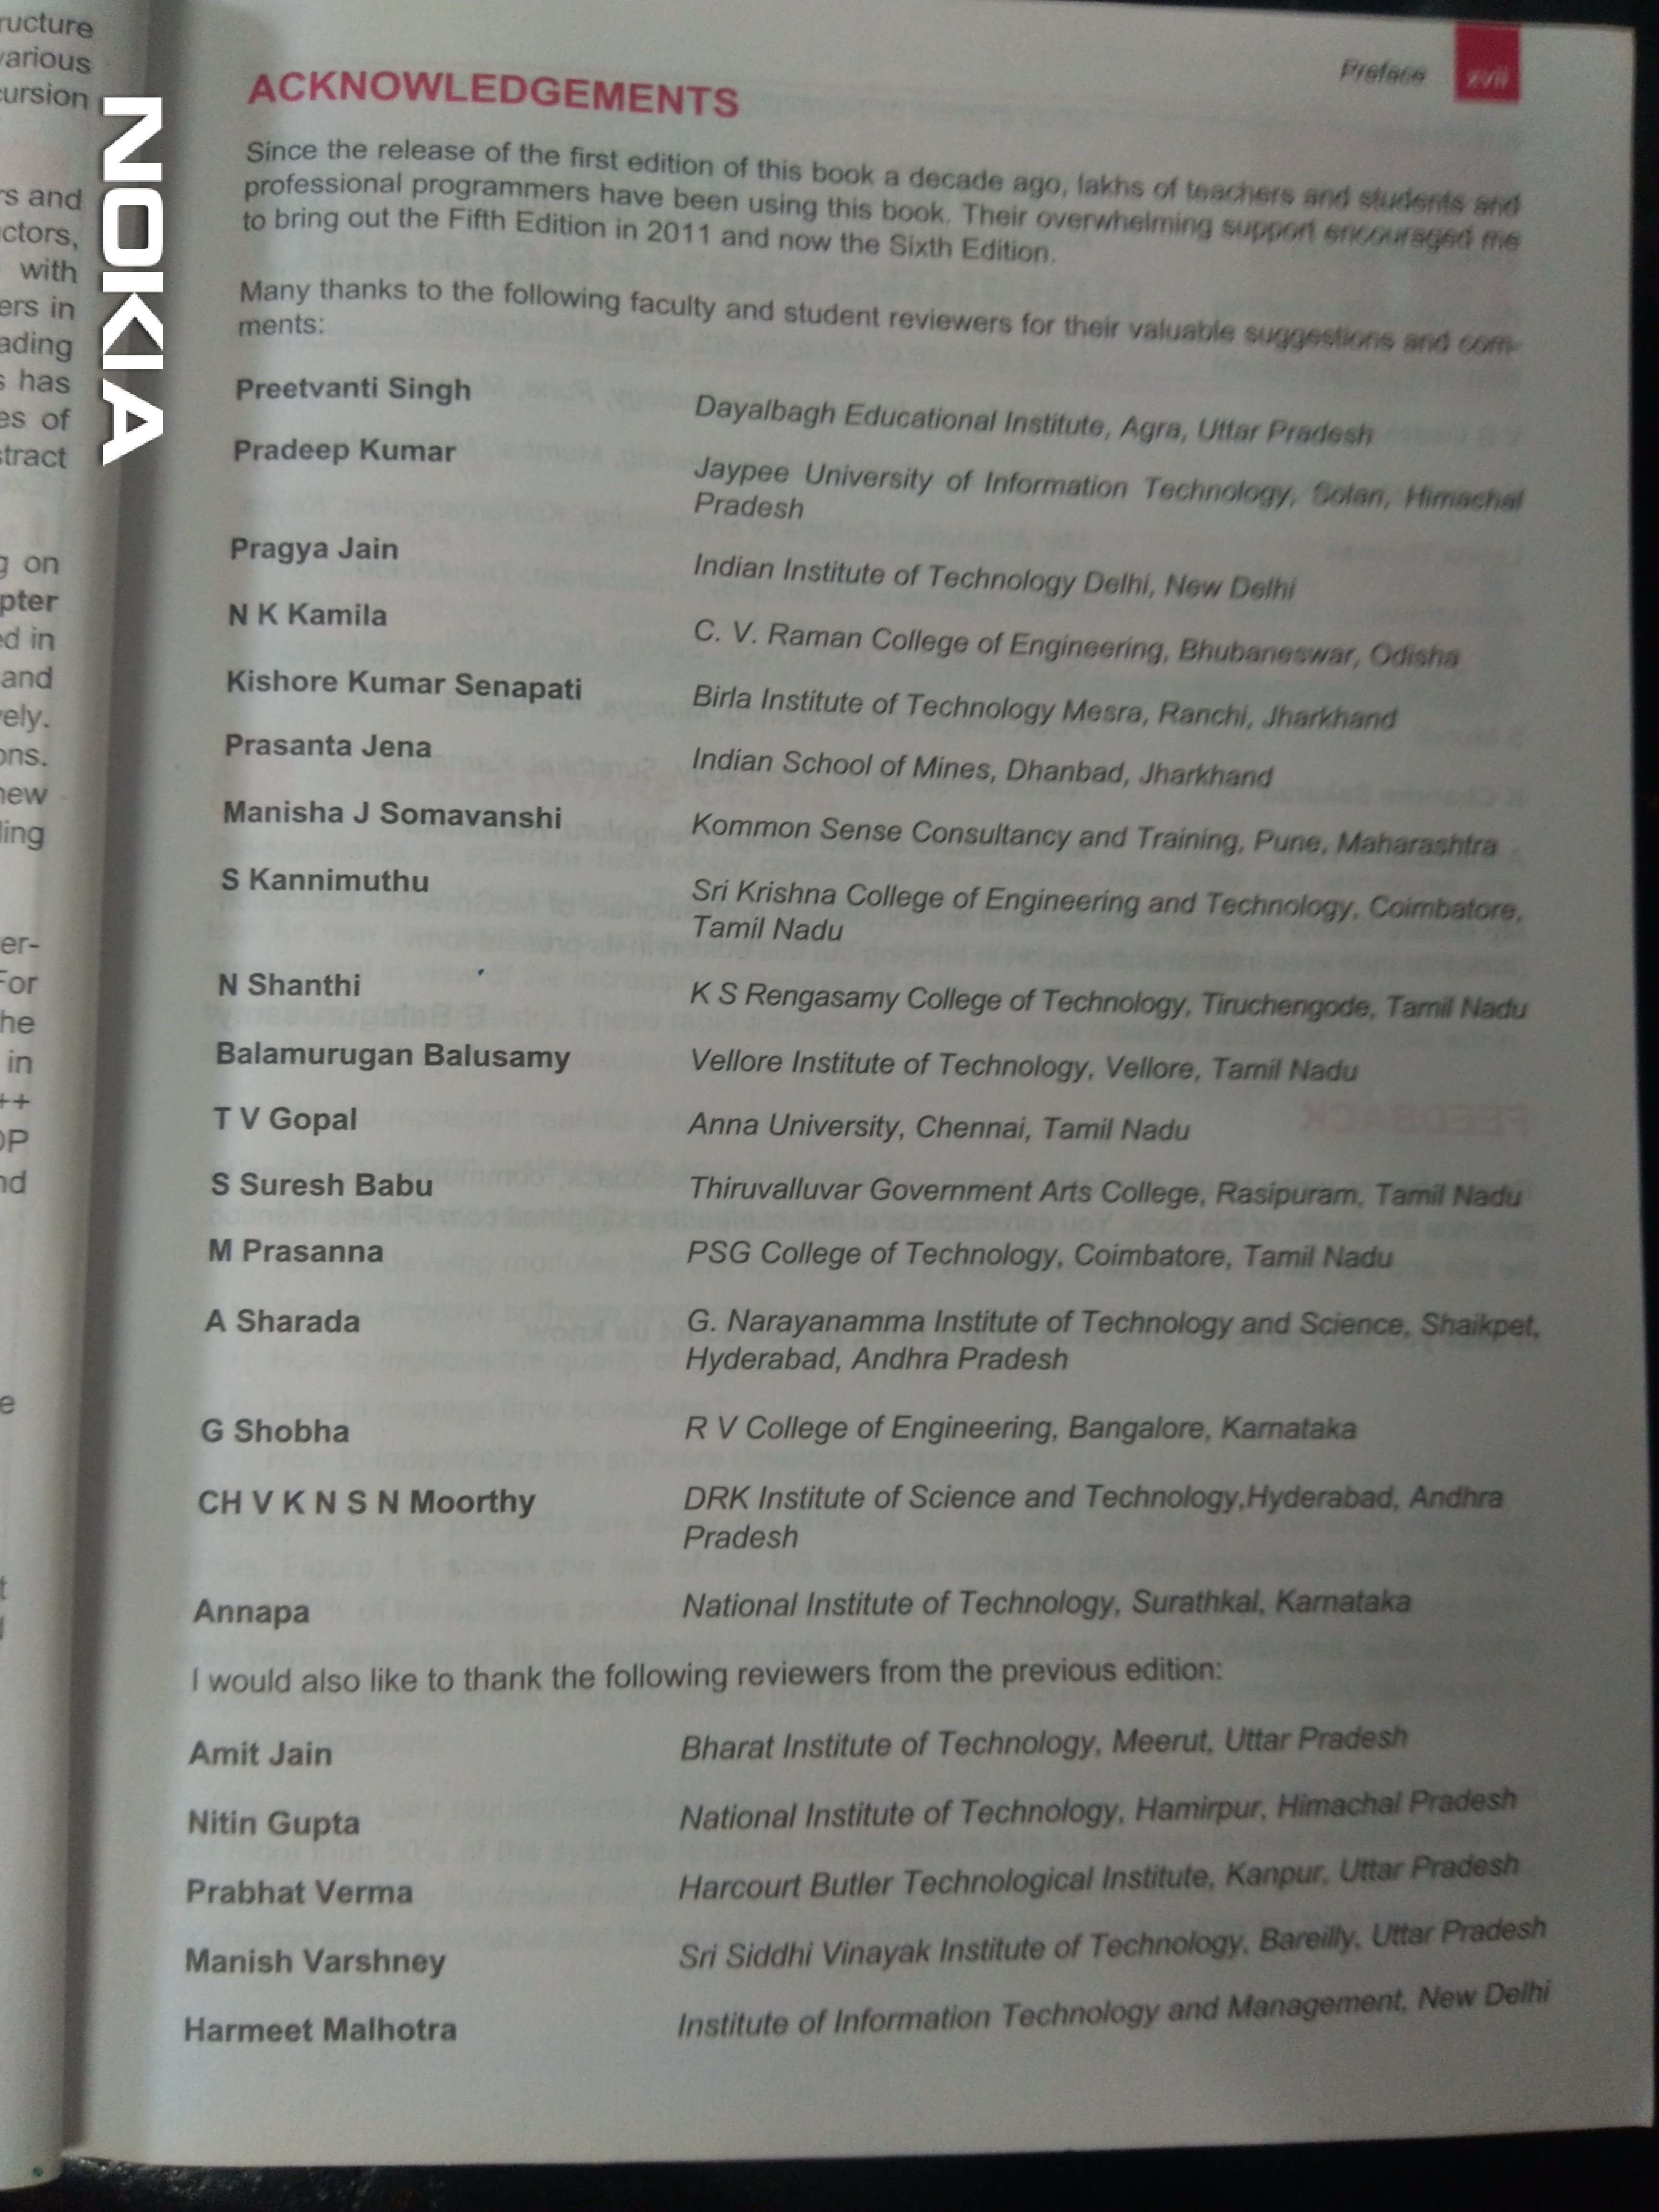 ructure
various
cursion
rs and
ctors,
with
ers in
ading
s has
es of
stract
g on
pter
ed in
and
vely.
ons.
new
ling
er-
For
he
in
++
OP
nd
e
t
NOKIA
Preface xvii
ACKNOWLEDGEMENTS
Since the release of the first edition of this book a decade ago, lakhs of teachers and students and
professional programmers have been using this book. Their overwhelming support encouraged me
to bring out the Fifth Edition in 2011 and now the Sixth Edition.
Many thanks to the following faculty and student reviewers for their valuable suggestions and com-
ments:
Preetvanti Singh Dayalbagh Educational Institute, Agra, Uttar Pradesh
Pradeep Kumar Jaypee University of Information Technology, Solan, Himachal
Pradesh
Pragya Jain Indian Institute of Technology Delhi, New Delhi
N K Kamila C. V. Raman College of Engineering, Bhubaneswar, Odisha
Kishore Kumar Senapati Birla Institute of Technology Mesra, Ranchi, Jharkhand
Prasanta Jena Indian School of Mines, Dhanbad, Jharkhand
Manisha J Somavanshi Kommon Sense Consultancy and Training, Pune, Maharashtra
S Kannimuthu Sri Krishna College of Engineering and Technology, Coimbatore,
Tamil Nadu
N Shanthi K S Rengasamy College of Technology, Tiruchengode, Tamil Nadu
Balamurugan Balusamy Vellore Institute of Technology, Vellore, Tamil Nadu
T V Gopal Anna University, Chennai, Tamil Nadu
S Suresh Babu Thiruvalluvar Government Arts College, Rasipuram, Tamil Nadu
M Prasanna PSG College of Technology, Coimbatore, Tamil Nadu
A Sharada G. Narayanamma Institute of Technology and Science, Shaikpet,
Hyderabad, Andhra Pradesh
G Shobha R V College of Engineering, Bangalore, Karnataka
CH V K N S N Moorthy DRK Institute of Science and Technology,Hyderabad, Andhra
Pradesh
Annapa National Institute of Technology, Surathkal, Karnataka
I would also like to thank the following reviewers from the previous edition:
Amit Jain Bharat Institute of Technology, Meerut, Uttar Pradesh
Nitin Gupta National Institute of Technology, Hamirpur, Himachal Pradesh
Prabhat Verma Harcourt Butler Technological Institute, Kanpur, Uttar Pradesh
Manish Varshney Sri Siddhi Vinayak Institute of Technology, Bareilly, Uttar Pradesh
Harmeet Malhotra Institute of Information Technology and Management, New Delhi